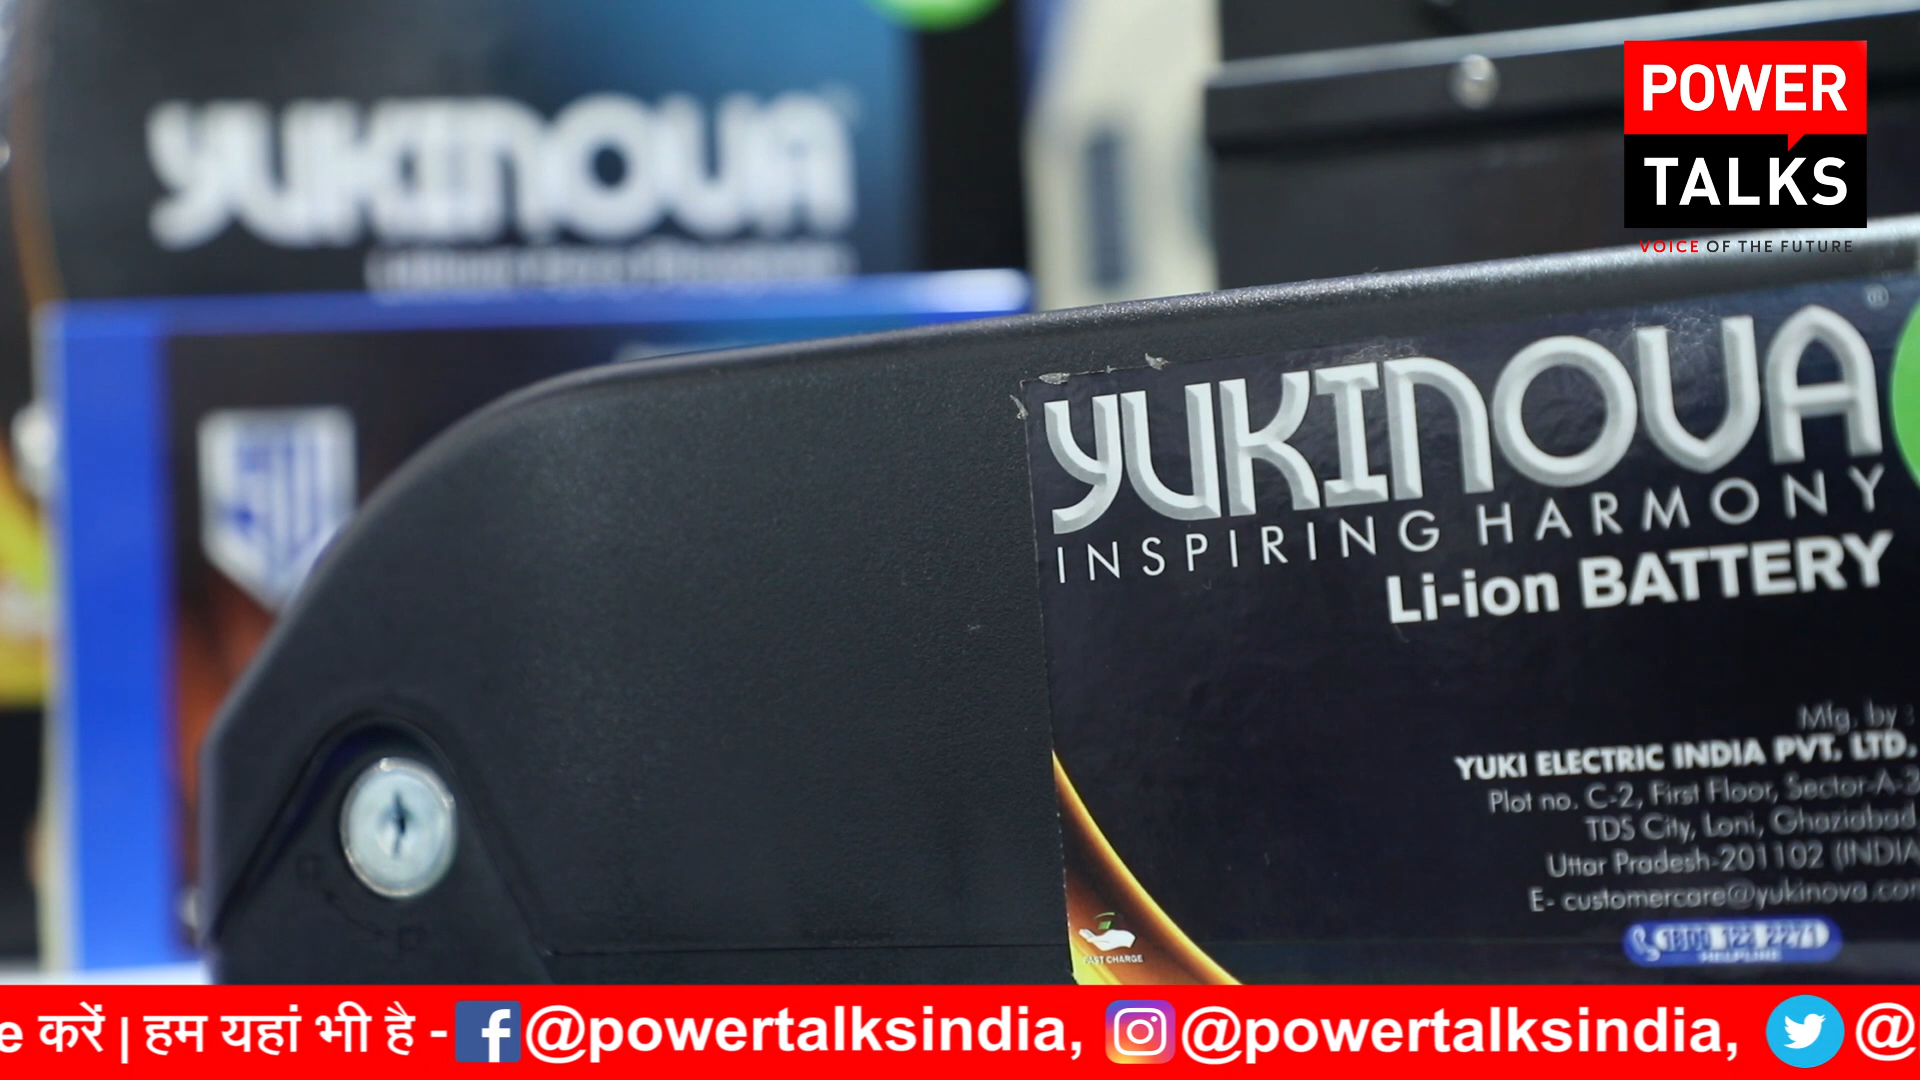 YUKINOVA
POWER
TALKS
VOICE OF THE FUTURE
YUKINOVA
INSPIRING HARMONY
Li-ion BATTERY
Mfg. by :
YUKI ELECTRIC INDIA PVT. LTD.
Plot no. C-2, First Floor, Sector-A-3
TDS City, Loni, Ghaziabad,
Uttar Pradesh-201102 (INDIA
E- customercare@yukinova.com
1800 123 2271
HELPLINE
FAST CHARGE
e करें | हम यहां भी है - @powertalksindia, @powertalksindia, @